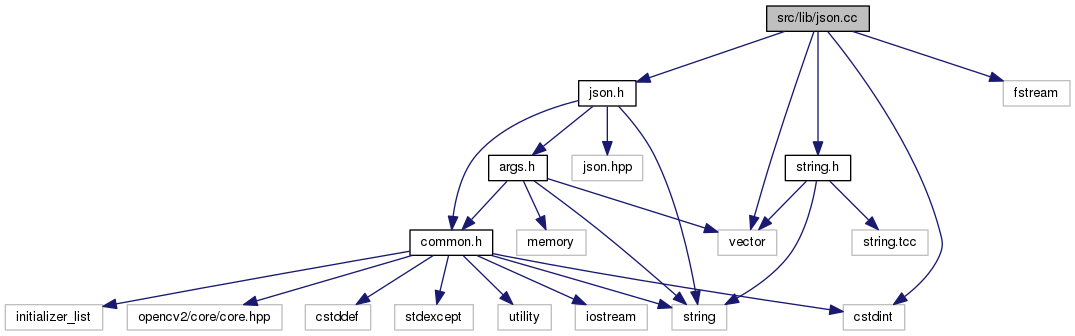 src/lib/json.cc
json.h
fstream
args.h
json.hpp
string.h
common.h
memory
vector
string.tcc
initializer_list
opencv2/core/core.hpp
cstddef
stdexcept
utility
iostream
string
cstdint